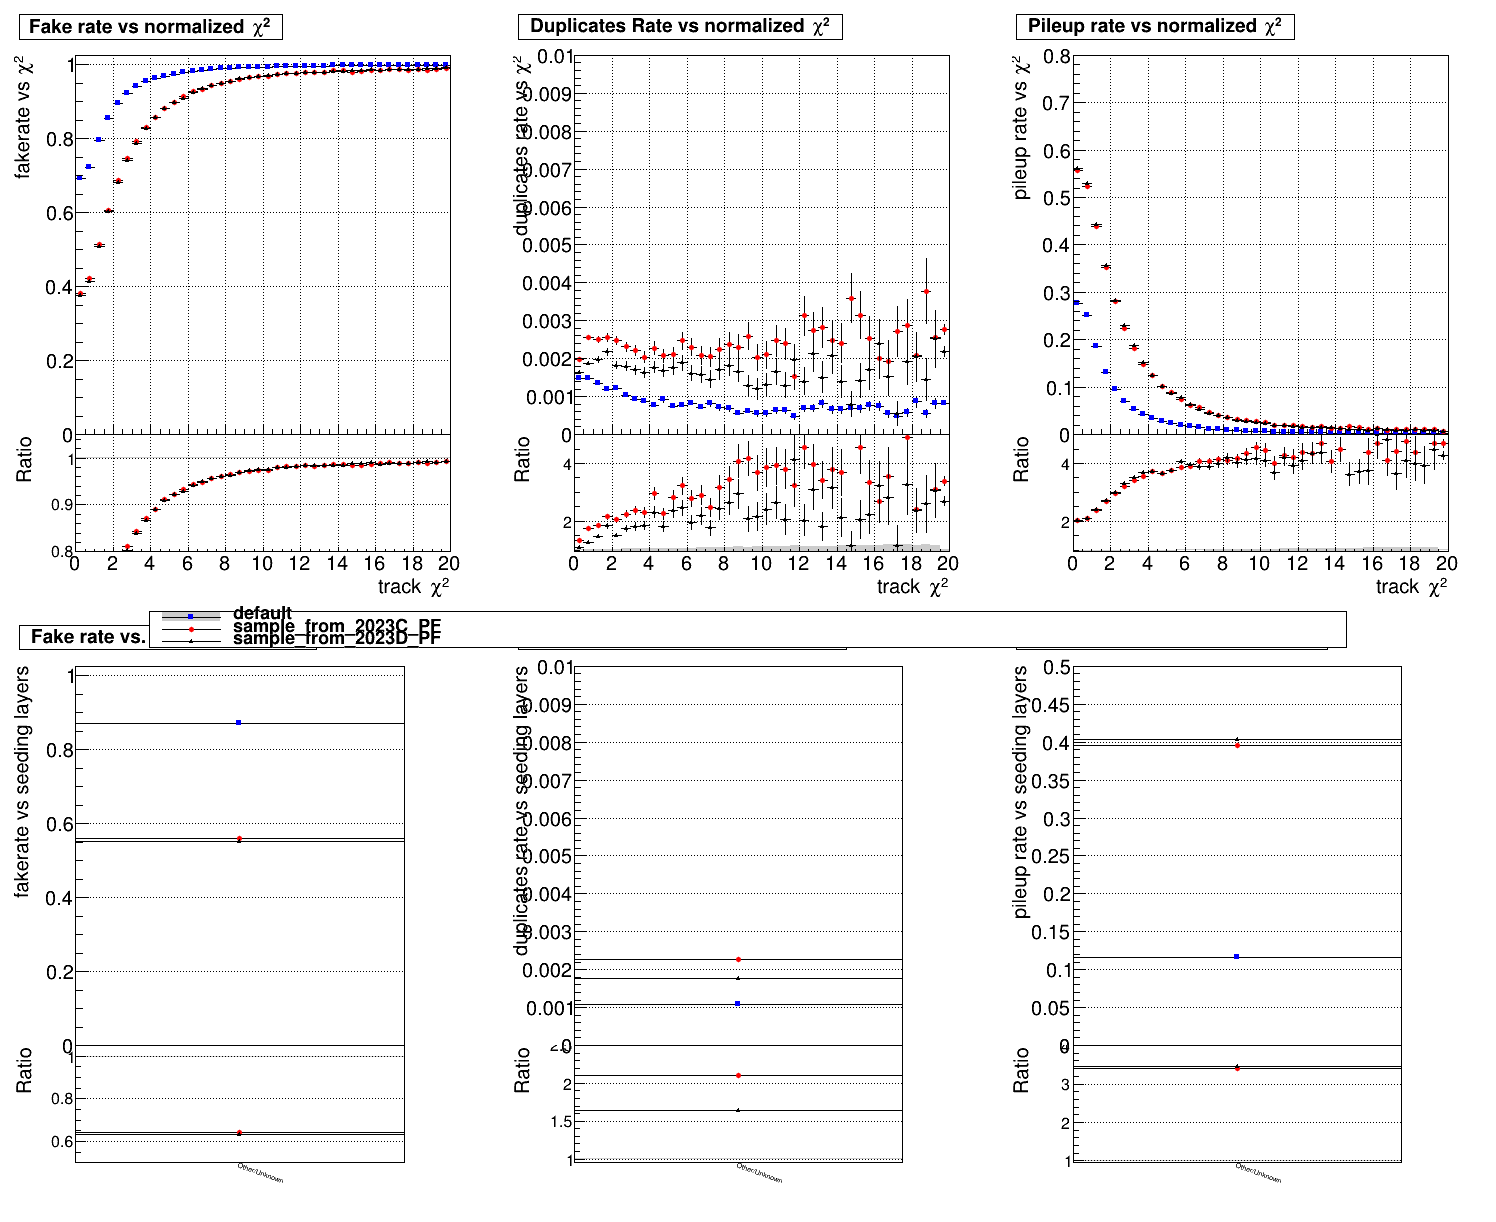 Fake rate vs normalized χ²
Duplicates Rate vs normalized χ²
Pileup rate vs normalized χ²
fakerate vs χ²
1
0.8
0.6
0.4
0.2
0
Ratio
1
0.9
0.8
0 2 4 6 8 10 12 14 16 18 20
track χ²
duplicates rate vs χ²
0.01
0.009
0.008
0.007
0.006
0.005
0.004
0.003
0.002
0.001
0
Ratio
4
2
0 2 4 6 8 10 12 14 16 18 20
track χ²
pileup rate vs χ²
0.8
0.7
0.6
0.5
0.4
0.3
0.2
0.1
0
Ratio
4
2
0 2 4 6 8 10 12 14 16 18 20
track χ²
default
sample_from_2023C_PF
sample_from_2023D_PF
Fake rate vs.
fakerate vs seeding layers
1
0.8
0.6
0.4
0.2
0
Ratio
1
0.8
0.6
Other/Unknown
duplicates rate vs seeding layers
0.01
0.009
0.008
0.007
0.006
0.005
0.004
0.003
0.002
0.001
0
Ratio
2
1.5
1
Other/Unknown
pileup rate vs seeding layers
0.5
0.45
0.4
0.35
0.3
0.25
0.2
0.15
0.1
0.05
0
Ratio
4
3
2
1
Other/Unknown